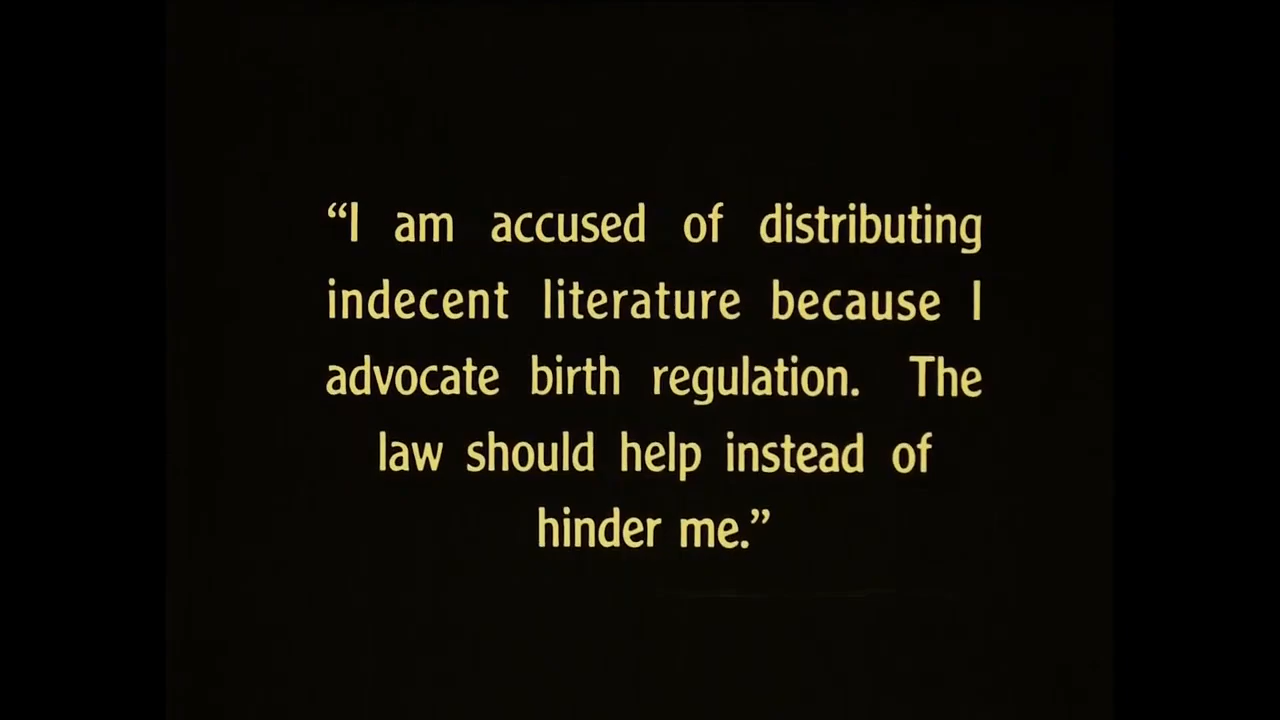 “I am accused of distributing
indecent literature because I
advocate birth regulation. The
law should help instead of
hinder me.”